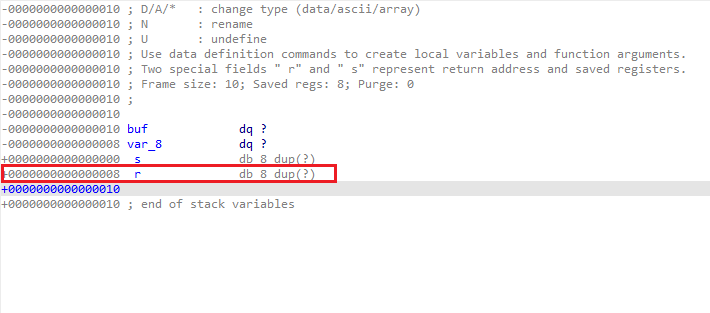 -0000000000000010 ; D/A/*   : change type (data/ascii/array)
-0000000000000010 ; N       : rename
-0000000000000010 ; U       : undefine
-0000000000000010 ; Use data definition commands to create local variables and function arguments.
-0000000000000010 ; Two special fields " r" and " s" represent return address and saved registers.
-0000000000000010 ; Frame size: 10; Saved regs: 8; Purge: 0
-0000000000000010 ;
-0000000000000010
-0000000000000010 buf             dq ?
-0000000000000008 var_8           dq ?
+0000000000000000  s              db 8 dup(?)
+0000000000000008  r              db 8 dup(?)
+0000000000000010
+0000000000000010 ; end of stack variables